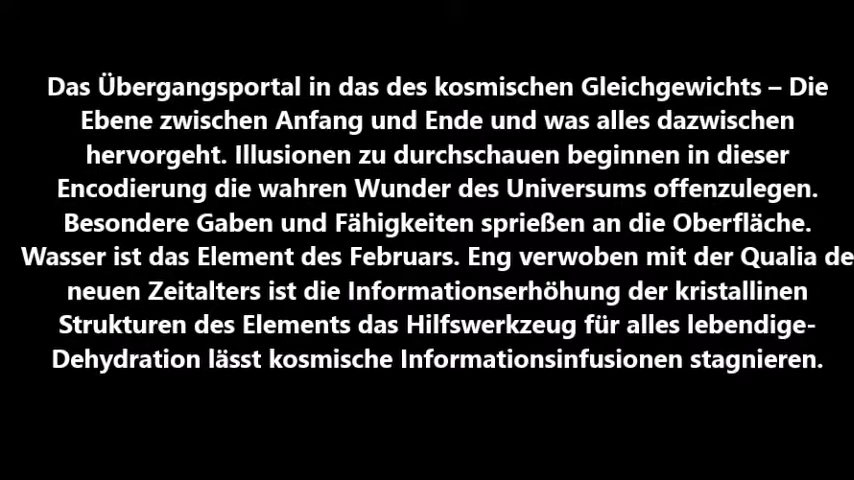 Das Übergangsportal in das des kosmischen Gleichgewichts – Die
Ebene zwischen Anfang und Ende und was alles dazwischen
hervorgeht. Illusionen zu durchschauen beginnen in dieser
Encodierung die wahren Wunder des Universums offenzulegen.
Besondere Gaben und Fähigkeiten sprießen an die Oberfläche.
Wasser ist das Element des Februars. Eng verwoben mit der Qualia de
neuen Zeitalters ist die Informationserhöhung der kristallinen
Strukturen des Elements das Hilfswerkzeug für alles lebendige-
Dehydration lässt kosmische Informationsinfusionen stagnieren.